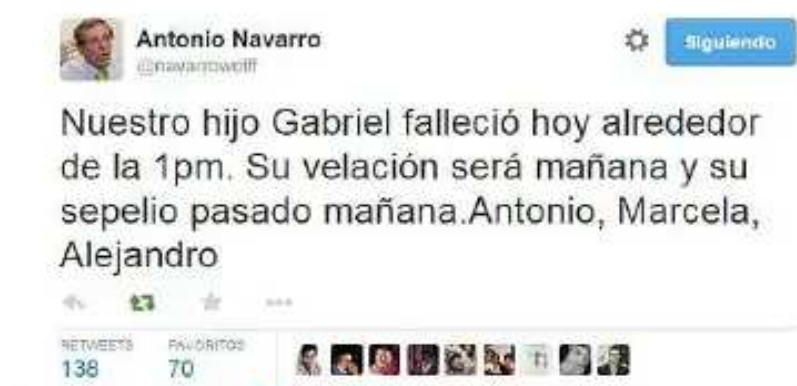 Antonio Navarro
@navarrowolff
Siguiendo
Nuestro hijo Gabriel falleció hoy alrededor
de la 1pm. Su velación será mañana y su
sepelio pasado mañana.Antonio, Marcela,
Alejandro
RETWEETS FAVORITOS
138 70